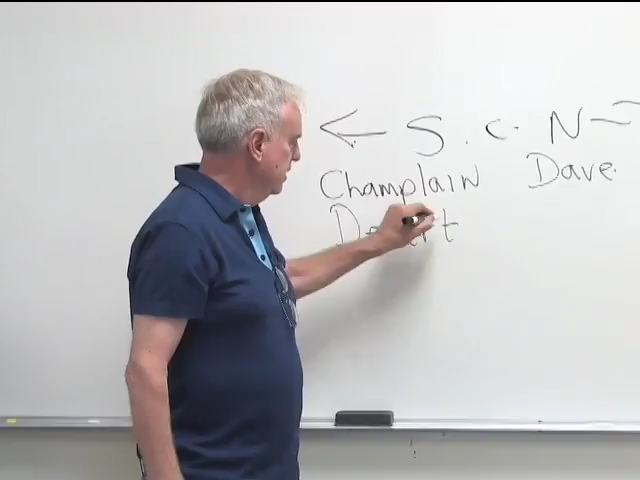 ← S. C. N →
Champlain Dave